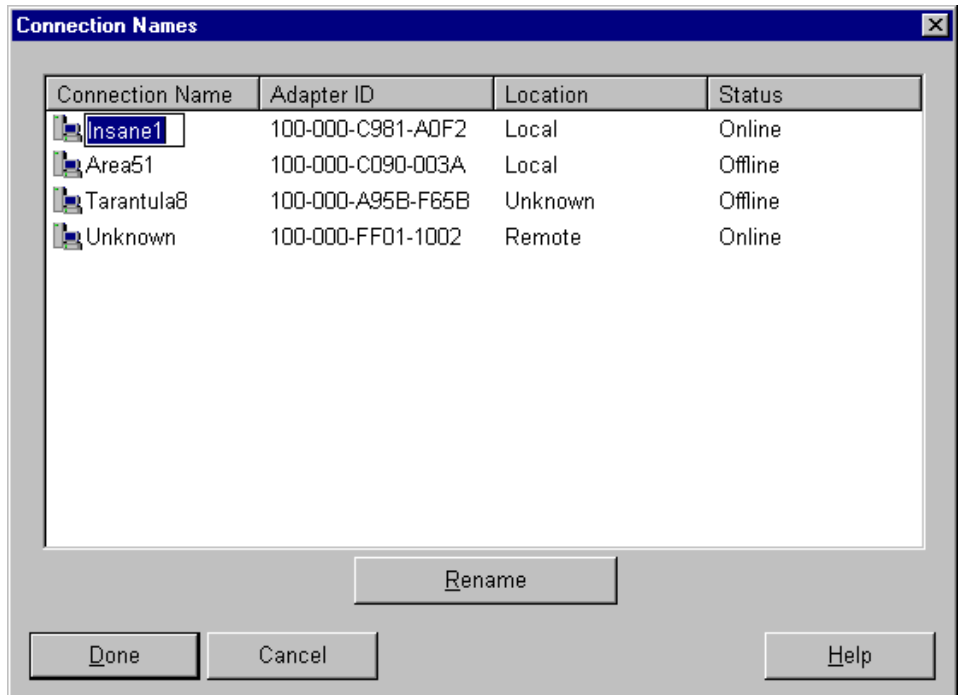 Connection Names
Connection Name Adapter ID Location Status
Insane1 100-000-C981-A0F2 Local Online
Area51 100-000-C090-003A Local Offline
Tarantula8 100-000-A95B-F65B Unknown Offline
Unknown 100-000-FF01-1002 Remote Online
Rename
Done Cancel Help